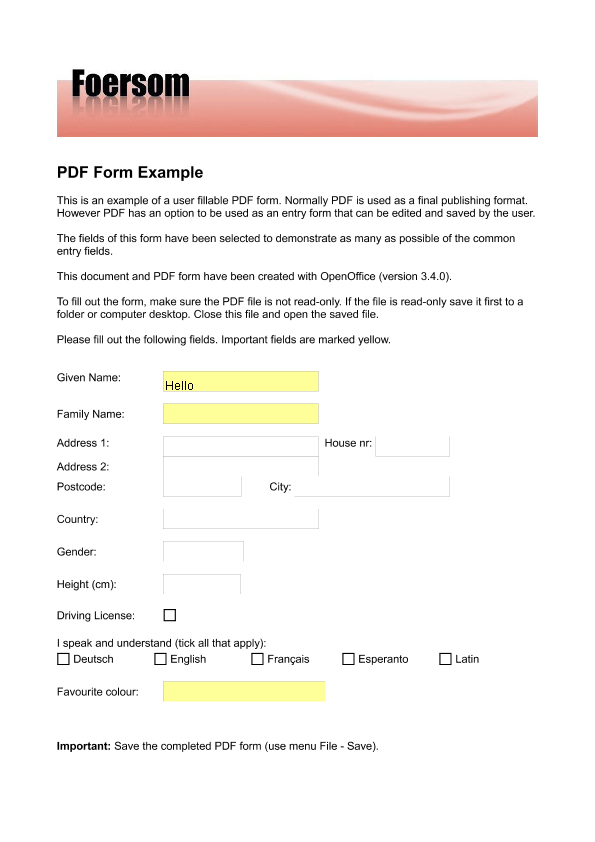 Foersom
PDF Form Example
This is an example of a user fillable PDF form. Normally PDF is used as a final publishing format.
However PDF has an option to be used as an entry form that can be edited and saved by the user.
The fields of this form have been selected to demonstrate as many as possible of the common
entry fields.
This document and PDF form have been created with OpenOffice (version 3.4.0).
To fill out the form, make sure the PDF file is not read-only. If the file is read-only save it first to a
folder or computer desktop. Close this file and open the saved file.
Please fill out the following fields. Important fields are marked yellow.
Given Name: Hello
Family Name:
Address 1: House nr:
Address 2:
Postcode: City:
Country:
Gender:
Height (cm):
Driving License:
I speak and understand (tick all that apply):
Deutsch English Français Esperanto Latin
Favourite colour:
Important: Save the completed PDF form (use menu File - Save).